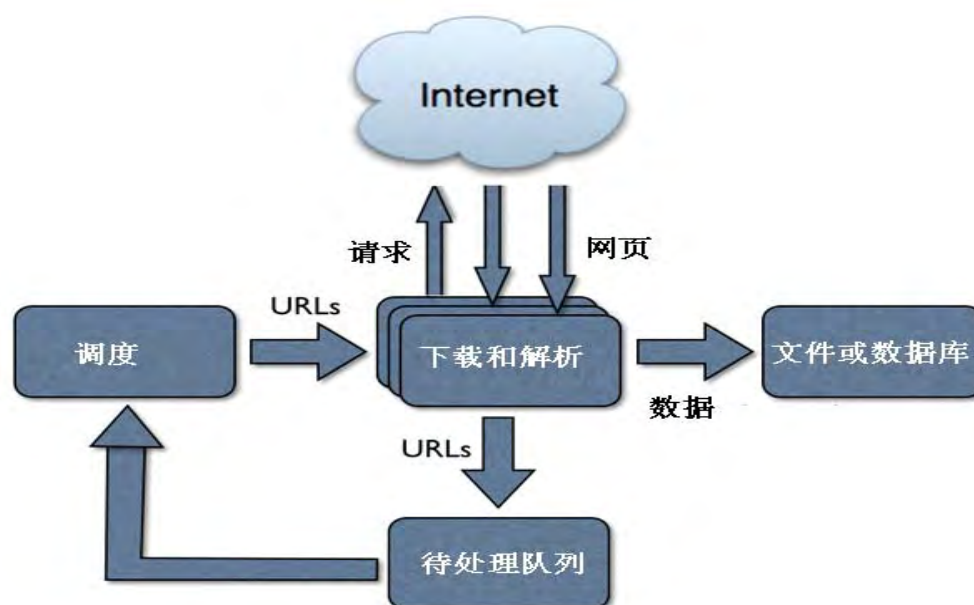 Internet
请求
网页
URLs
调度
下载和解析
文件或数据库
数据
URLs
待处理队列